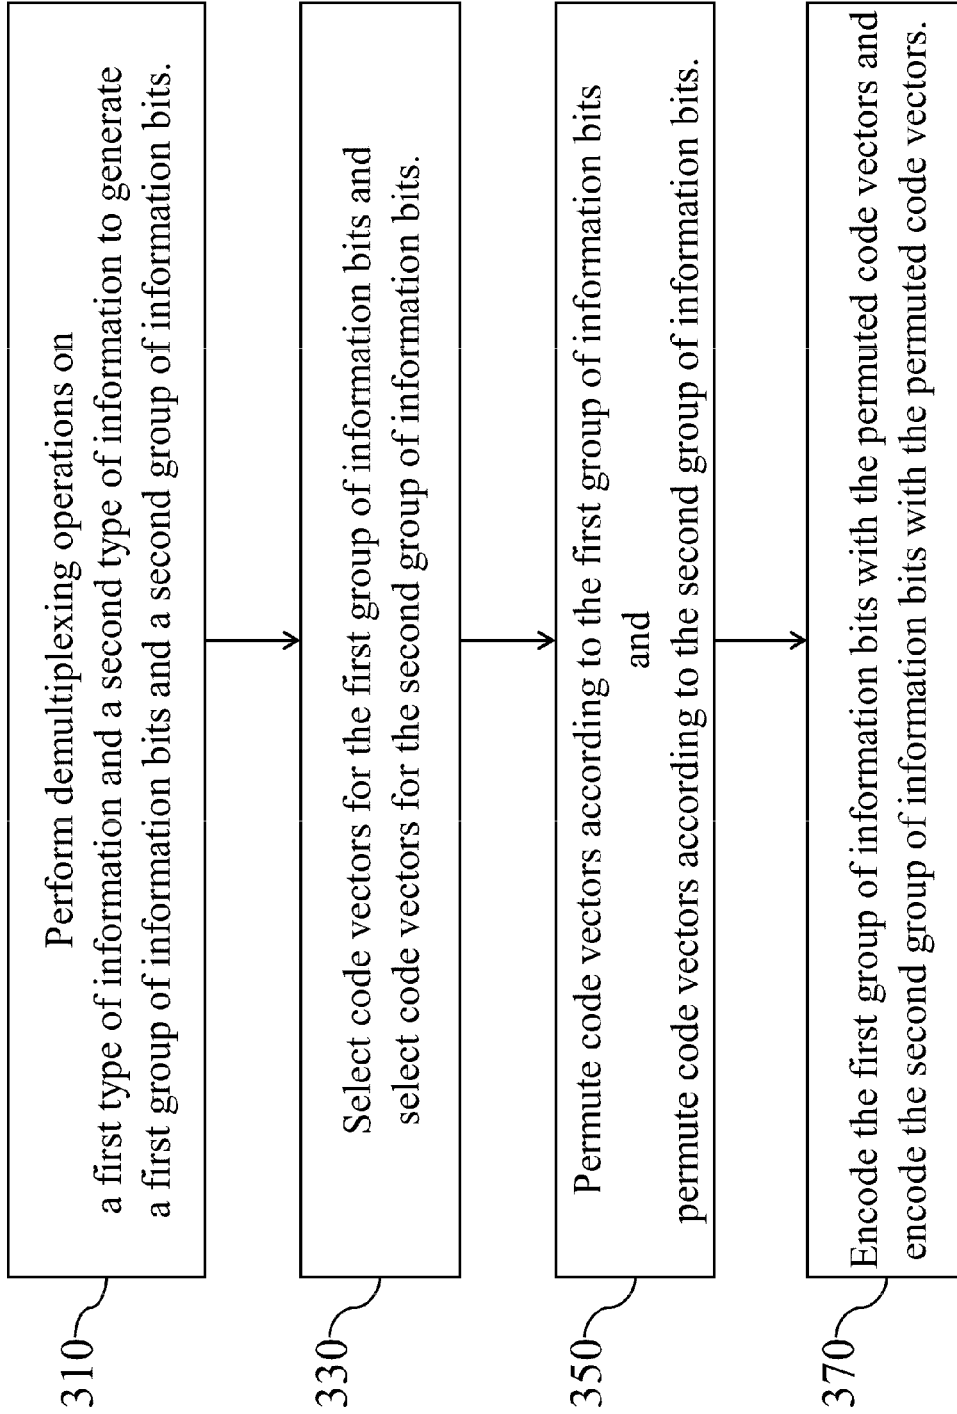 310
Perform demultiplexing operations on
a first type of information and a second type of information to generate
a first group of information bits and a second group of information bits.
330
Select code vectors for the first group of information bits and
select code vectors for the second group of information bits.
350
Permute code vectors according to the first group of information bits
and
permute code vectors according to the second group of information bits.
370
Encode the first group of information bits with the permuted code vectors and
encode the second group of information bits with the permuted code vectors.